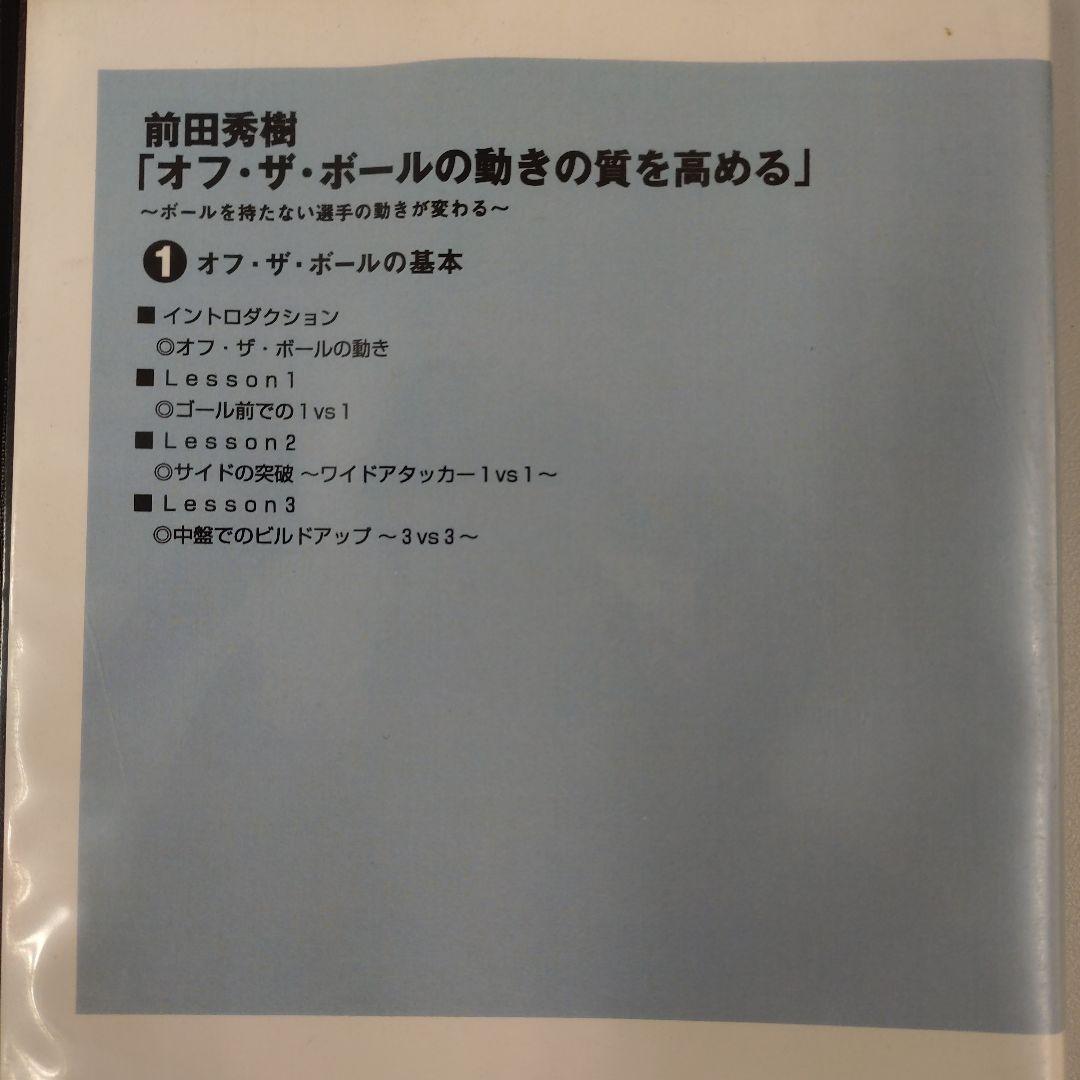 前田秀樹
「オフ・ザ・ボールの動きの質を高める」
～ボールを持たない選手の動きが変わる～
❶オフ・ザ・ボールの基本
■イントロダクション
◎オフ・ザ・ボールの動き
■Lesson1
◎ゴール前での1vs1
■Lesson2
◎サイドの突破 ～ワイドアタッカー1vs1～
■Lesson3
◎中盤でのビルドアップ ～3vs3～